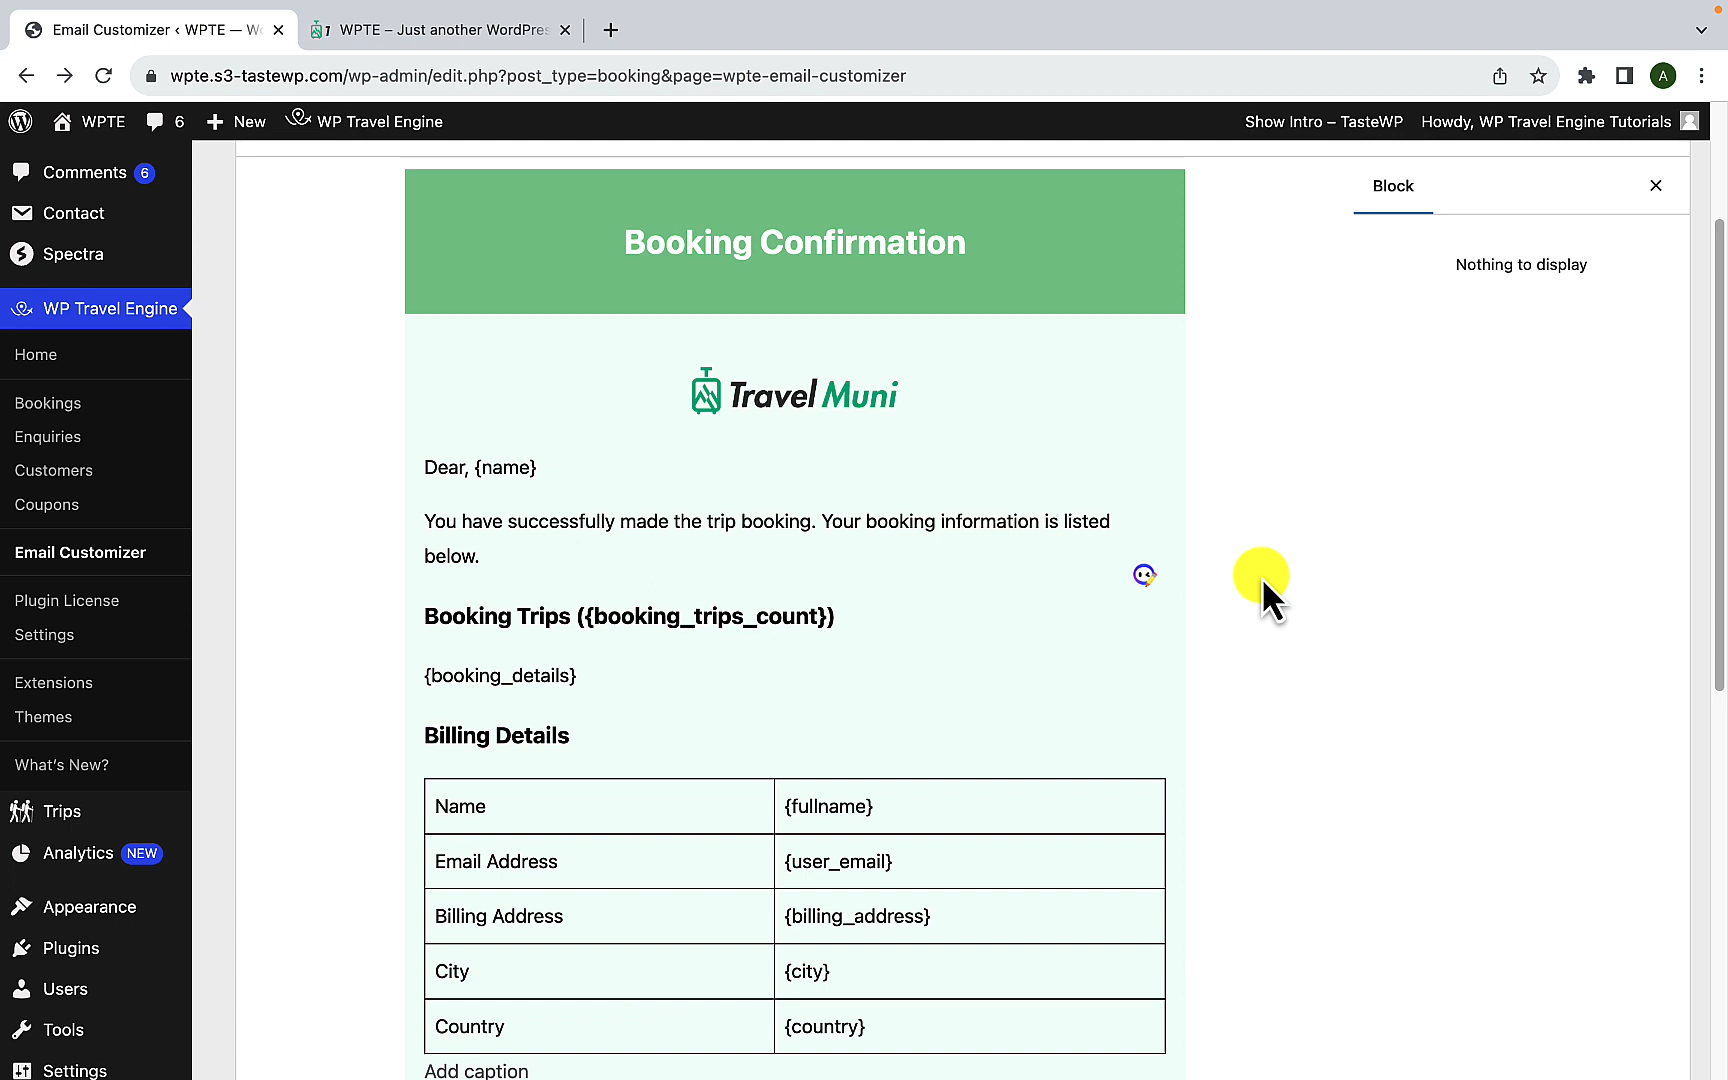 Email Customizer ‹ WPTE — W
WPTE – Just another WordPres
wpte.s3-tastewp.com/wp-admin/edit.php?post_type=booking&page=wpte-email-customizer
A
WPTE
6
New
WP Travel Engine
Show Intro – TasteWP
Howdy, WP Travel Engine Tutorials
Comments 6
Contact
Spectra
WP Travel Engine
Home
Bookings
Enquiries
Customers
Coupons
Email Customizer
Plugin License
Settings
Extensions
Themes
What's New?
Trips
Analytics NEW
Appearance
Plugins
Users
Tools
Settings
Booking Confirmation
Travel Muni
Dear, {name}
You have successfully made the trip booking. Your booking information is listed
below.
Booking Trips ({booking_trips_count})
{booking_details}
Billing Details
Name {fullname}
Email Address {user_email}
Billing Address {billing_address}
City {city}
Country {country}
Add caption
Block
Nothing to display